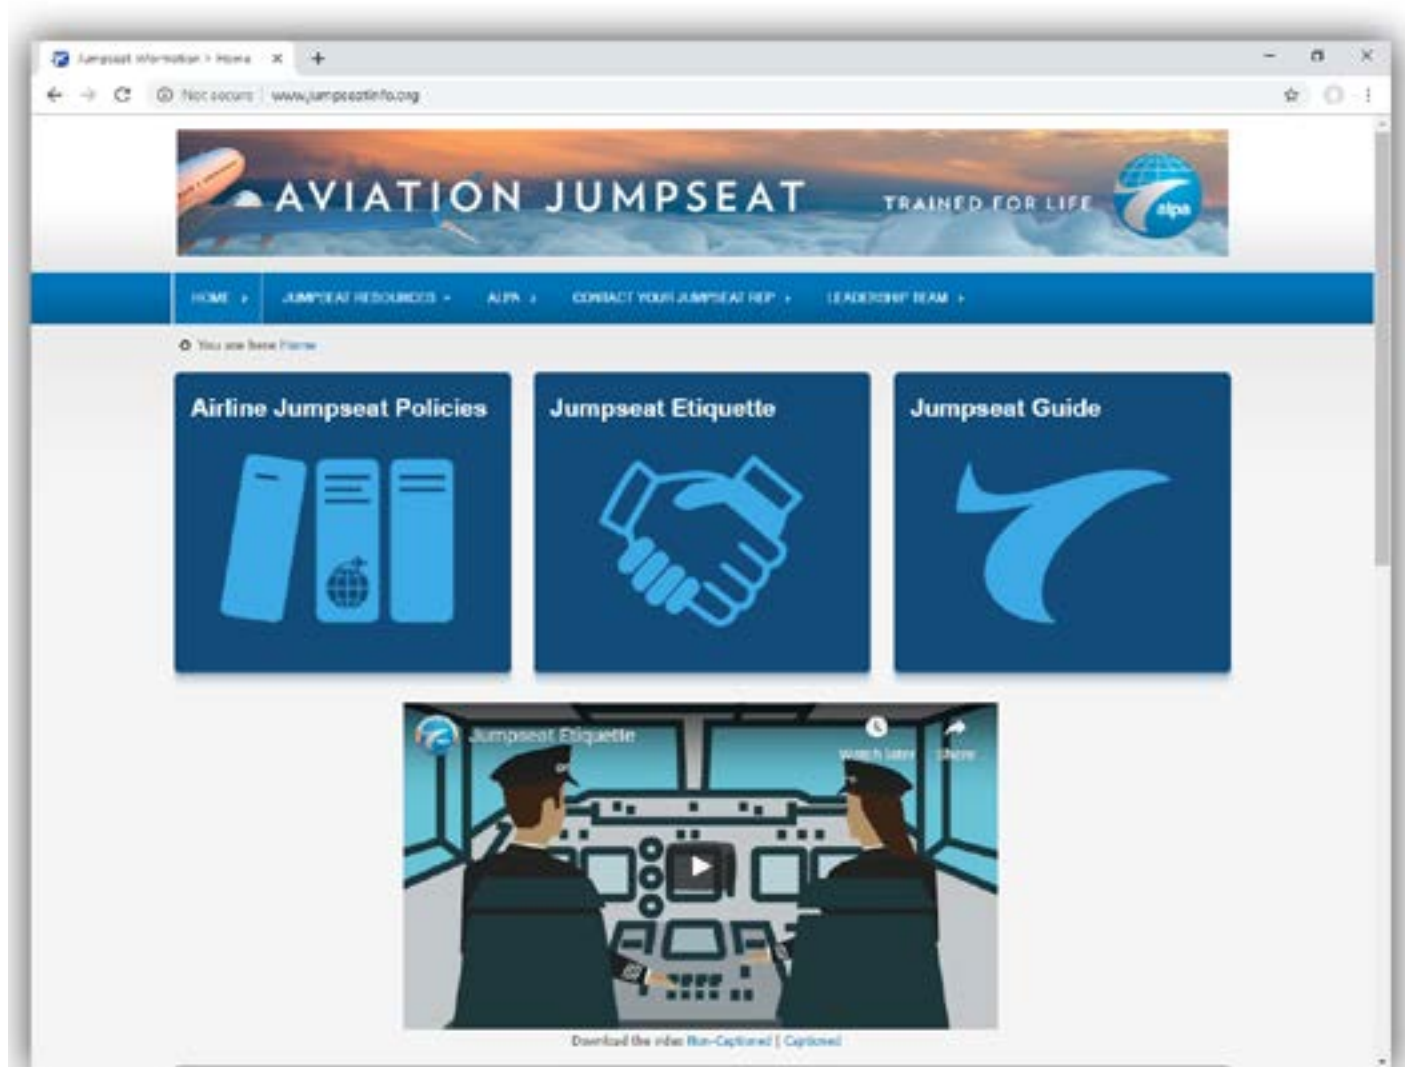 Jumpseat Information > Home
Not secure | www.jumpseatinfo.org
AVIATION JUMPSEAT
TRAINED FOR LIFE
alpa
HOME
JUMPSEAT RESOURCES
ALPA
CONTACT YOUR JUMPSEAT REP
LEADERSHIP TEAM
You are here: Home
Airline Jumpseat Policies
Jumpseat Etiquette
Jumpseat Guide
Jumpseat Etiquette
Watch later
Share
Download the video Non-Captioned | Captioned